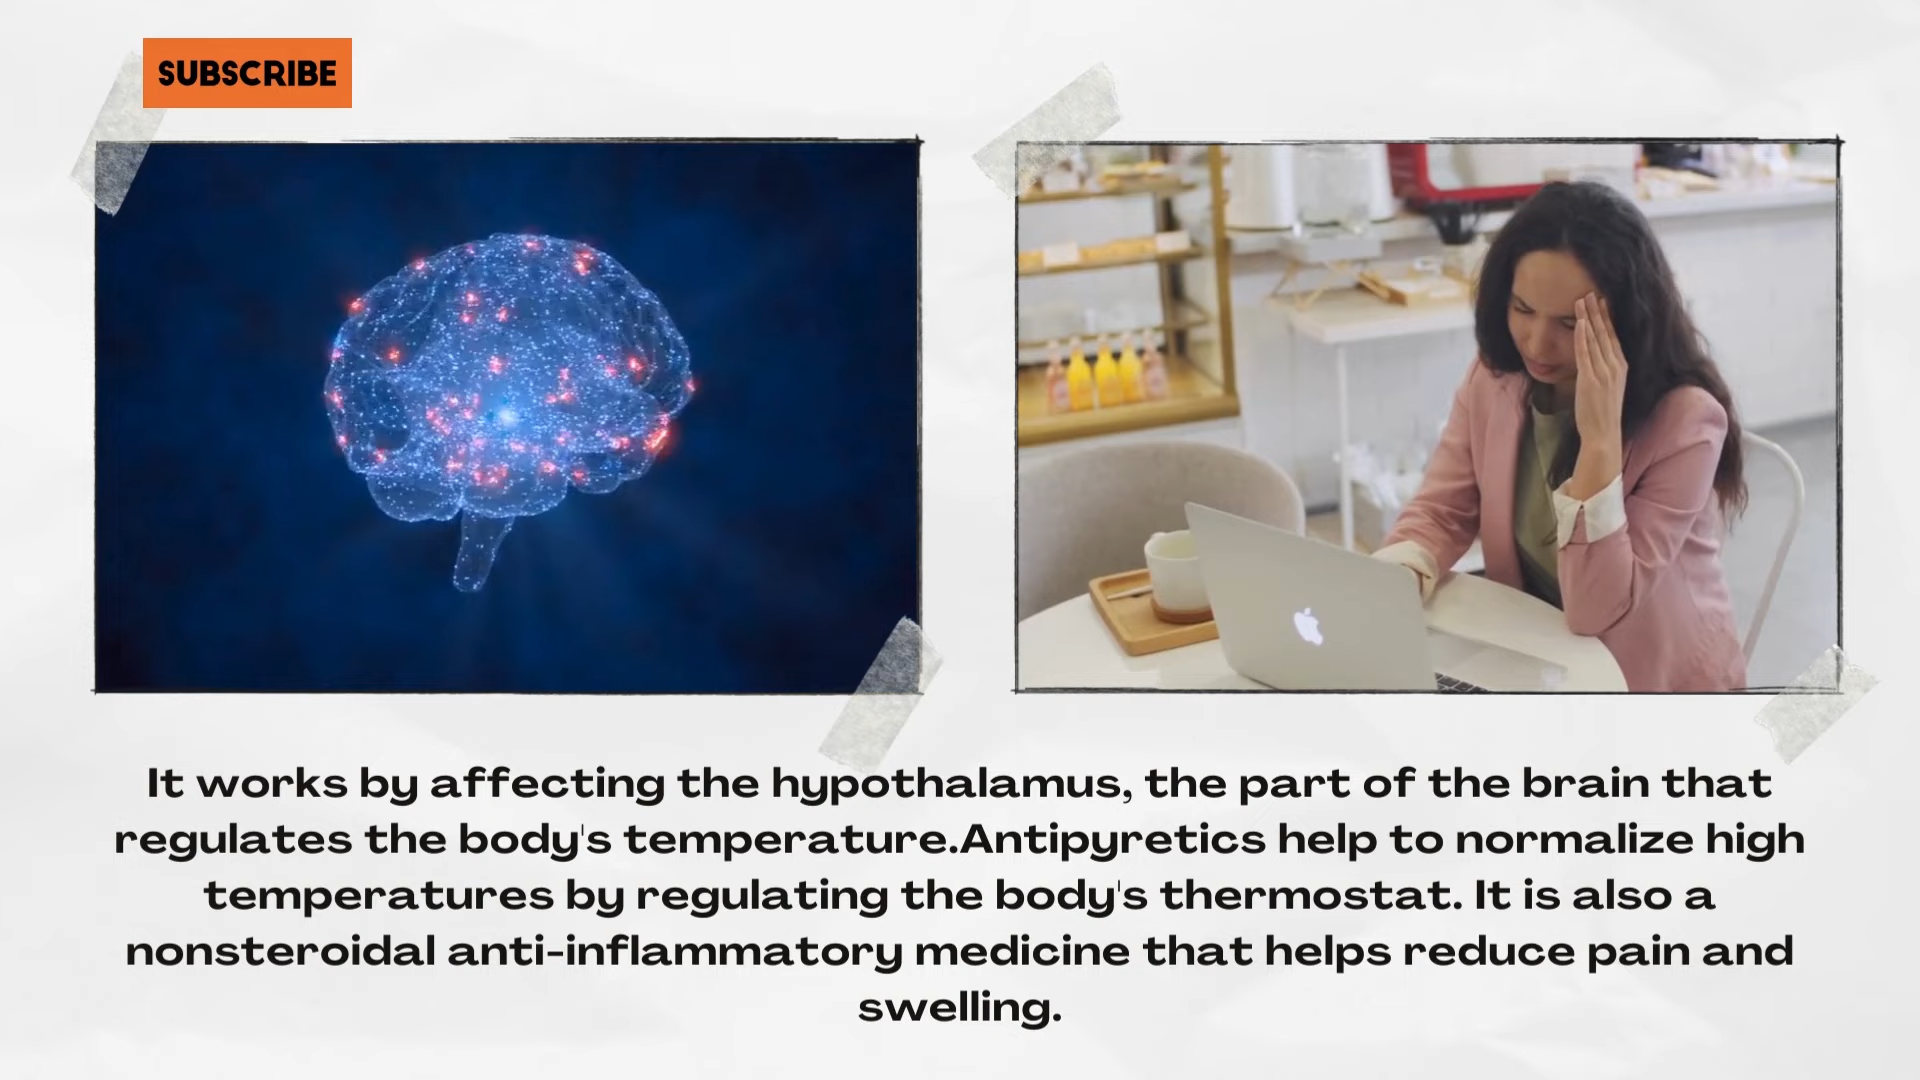 SUBSCRIBE
It works by affecting the hypothalamus, the part of the brain that
regulates the body's temperature.Antipyretics help to normalize high
temperatures by regulating the body's thermostat. It is also a
nonsteroidal anti-inflammatory medicine that helps reduce pain and
swelling.